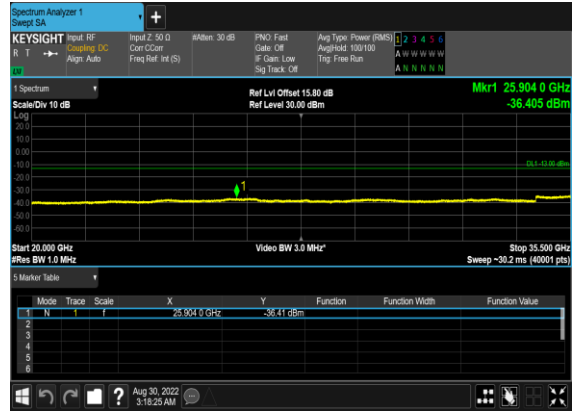 Spectrum Analyzer 1
Swept SA
+
KEYSIGHT
R T
Input: RF
Coupling: DC
Align: Auto
Input Z: 50 Ω
Corr CCorr
Freq Ref: Int (S)
#Atten: 30 dB
PNO: Fast
Gate: Off
IF Gain: Low
Sig Track: Off
Avg Type: Power (RMS)
Avg|Hold: 100/100
Trig: Free Run
1 2 3 4 5 6
A W W W W W
A N N N N N
1 Spectrum
Scale/Div 10 dB
Ref Lvl Offset 15.80 dB
Ref Level 30.00 dBm
Mkr1 25.904 0 GHz
-36.405 dBm
Log
20.0
10.0
0.00
-10.0
-20.0
-30.0
-40.0
-50.0
-60.0
DL1 -13.00 dBm
1
Start 20.000 GHz
#Res BW 1.0 MHz
Video BW 3.0 MHz*
Stop 35.500 GHz
Sweep ~30.2 ms (40001 pts)
5 Marker Table
Mode Trace Scale X Y Function Function Width Function Value
1 N 1 f 25.904 0 GHz -36.41 dBm
2
3
4
5
6
? Aug 30, 2022
3:18:25 AM